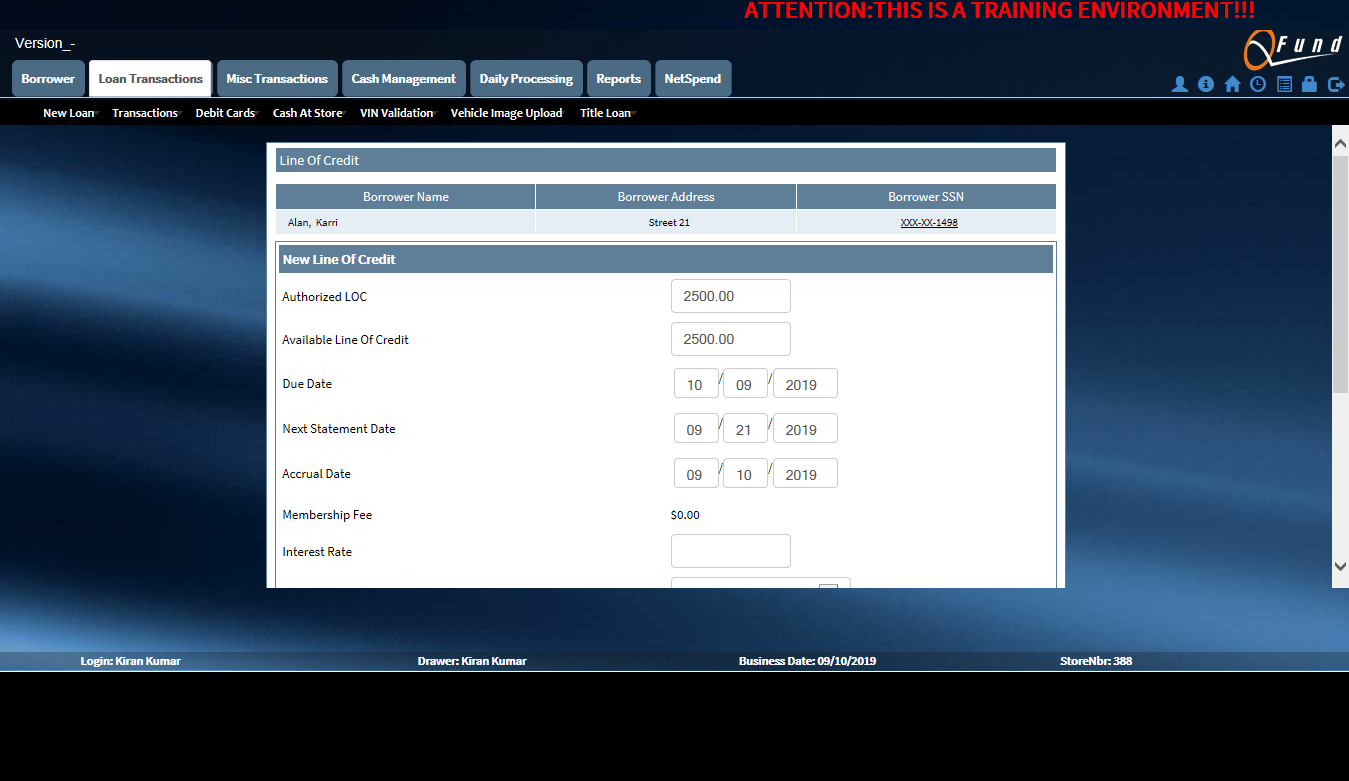 ATTENTION:THIS IS A TRAINING ENVIRONMENT!!!
Version_-
QFund
Borrower Loan Transactions Misc Transactions Cash Management Daily Processing Reports NetSpend
New Loan Transactions Debit Cards Cash At Store VIN Validation Vehicle Image Upload Title Loan
Line Of Credit
Borrower Name Borrower Address Borrower SSN
Alan, Karri Street 21 XXX-XX-1498
New Line Of Credit
Authorized LOC 2500.00
Available Line Of Credit 2500.00
Due Date 10 / 09 / 2019
Next Statement Date 09 / 21 / 2019
Accrual Date 09 / 10 / 2019
Membership Fee $0.00
Interest Rate
Login: Kiran Kumar Drawer: Kiran Kumar Business Date: 09/10/2019 StoreNbr: 388